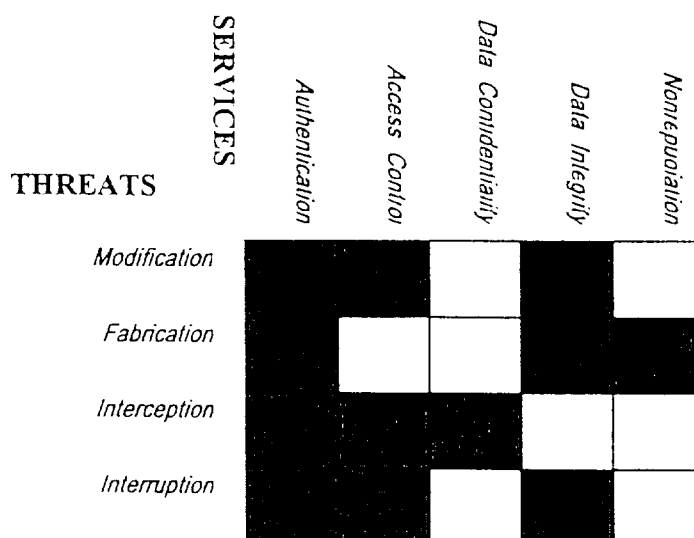 SERVICES
Authentication
Access Control
Data Confidentiality
Data Integrity
Nonrepudiation
THREATS
Modification
Fabrication
Interception
Interruption